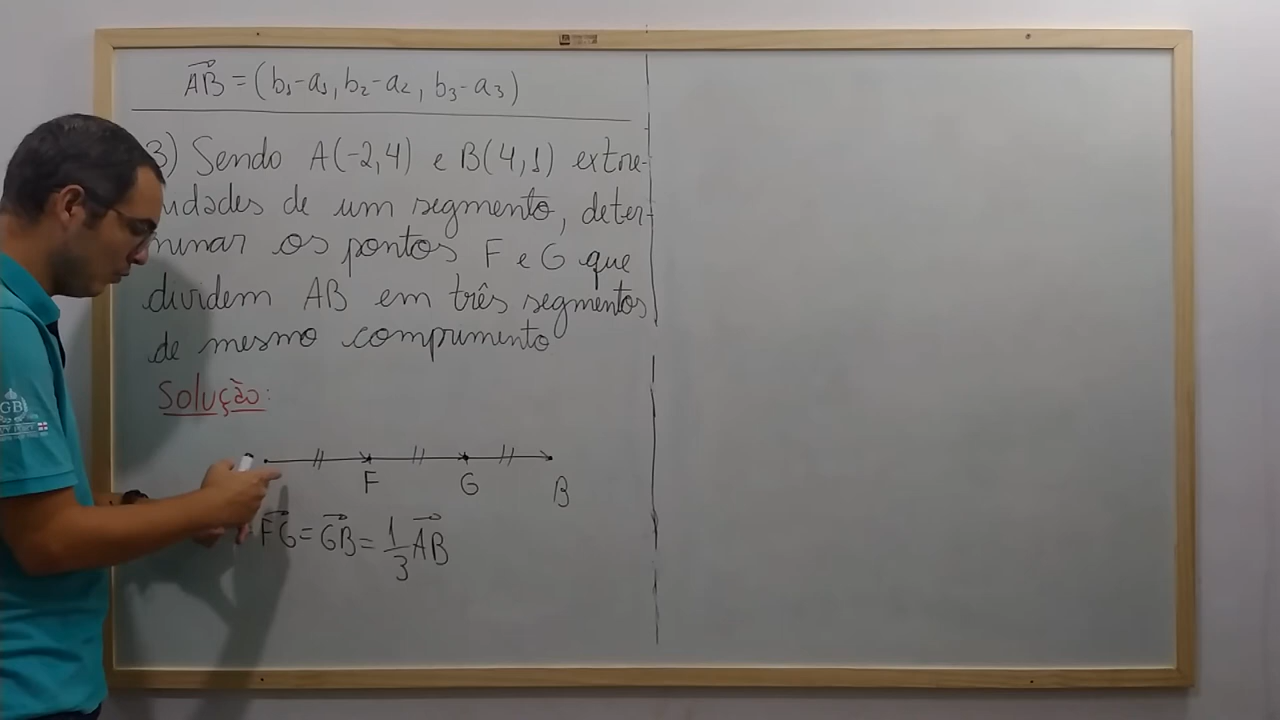 AB = (b₁-a₁, b₂-a₂, b₃-a₃)
3) Sendo A(-2,4) e B(4,1) extre-
midades de um segmento, deter-
minar os pontos F e G que
dividem AB em três segmentos
de mesmo comprimento
Solução:
F G B
FG = GB = 1/3 AB
GB